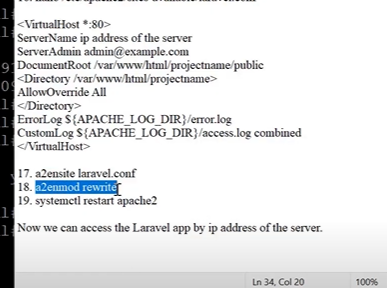 <VirtualHost *:80>
ServerName ip address of the server
ServerAdmin admin@example.com
DocumentRoot /var/www/html/projectname/public
<Directory /var/www/html/projectname>
AllowOverride All
</Directory>
ErrorLog ${APACHE_LOG_DIR}/error.log
CustomLog ${APACHE_LOG_DIR}/access.log combined
</VirtualHost>
17. a2ensite laravel.conf
18. a2enmod rewrite
19. systemctl restart apache2
Now we can access the Laravel app by ip address of the server.
Ln 34, Col 20 100%